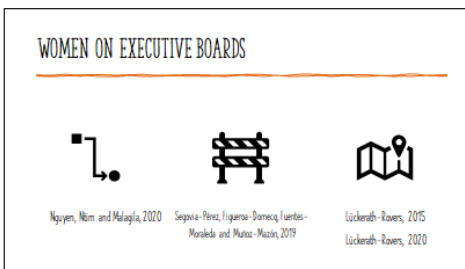 WOMEN ON EXECUTIVE BOARDS
Nguyen, Ntim and Malagila, 2020
Segovia-Pérez, Figueroa-Domecq, Fuentes-
Moraleda and Muñoz-Mazón, 2019
Lückerath-Rovers, 2015
Lückerath-Rovers, 2020